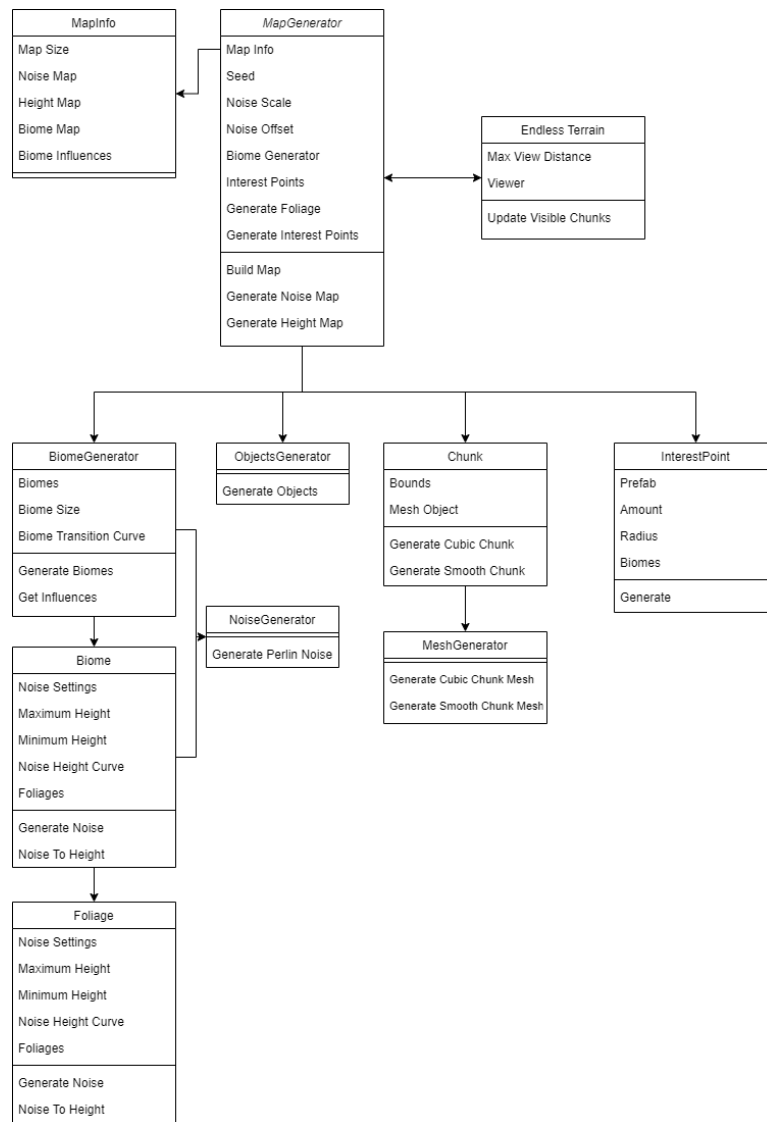 MapInfo
Map Size
Noise Map
Height Map
Biome Map
Biome Influences
MapGenerator
Map Info
Seed
Noise Scale
Noise Offset
Biome Generator
Interest Points
Generate Foliage
Generate Interest Points
Build Map
Generate Noise Map
Generate Height Map
Endless Terrain
Max View Distance
Viewer
Update Visible Chunks
BiomeGenerator
Biomes
Biome Size
Biome Transition Curve
Generate Biomes
Get Influences
ObjectsGenerator
Generate Objects
Chunk
Bounds
Mesh Object
Generate Cubic Chunk
Generate Smooth Chunk
InterestPoint
Prefab
Amount
Radius
Biomes
Generate
NoiseGenerator
Generate Perlin Noise
MeshGenerator
Generate Cubic Chunk Mesh
Generate Smooth Chunk Mesh
Biome
Noise Settings
Maximum Height
Minimum Height
Noise Height Curve
Foliages
Generate Noise
Noise To Height
Foliage
Noise Settings
Maximum Height
Minimum Height
Noise Height Curve
Foliages
Generate Noise
Noise To Height